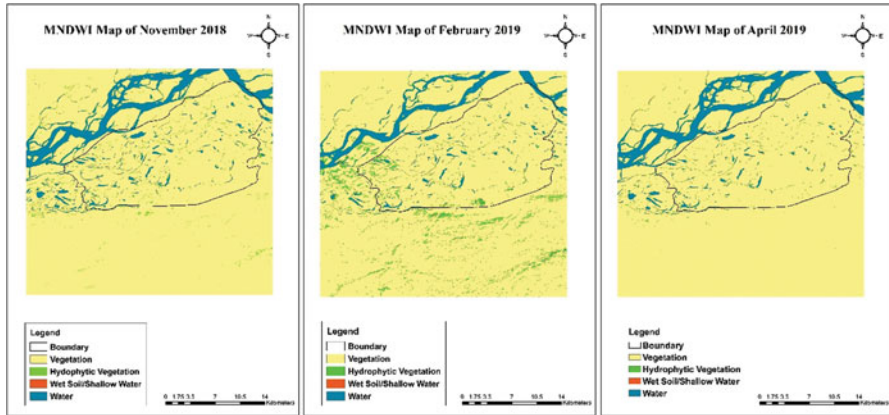 MNDWI Map of November 2018
N
W E
S
Legend
Boundary
Vegetation
Hydophytic Vegetation
Wet Soil/Shallow Water
Water
0 1.75 3.5 7 10.5 14
Kilometers
MNDWI Map of February 2019
N
W E
S
Legend
Boundary
Vegetation
Hydrophytic Vegetation
Wet Soil/Shallow Water
Water
0 1.75 3.5 7 10.5 14
Kilometers
MNDWI Map of April 2019
N
W E
S
Legend
Boundary
Vegetation
Hydrophytic Vegetation
Wet Soil/Shallow Water
Water
0 1.75 3.5 7 10.5 14
Kilometers